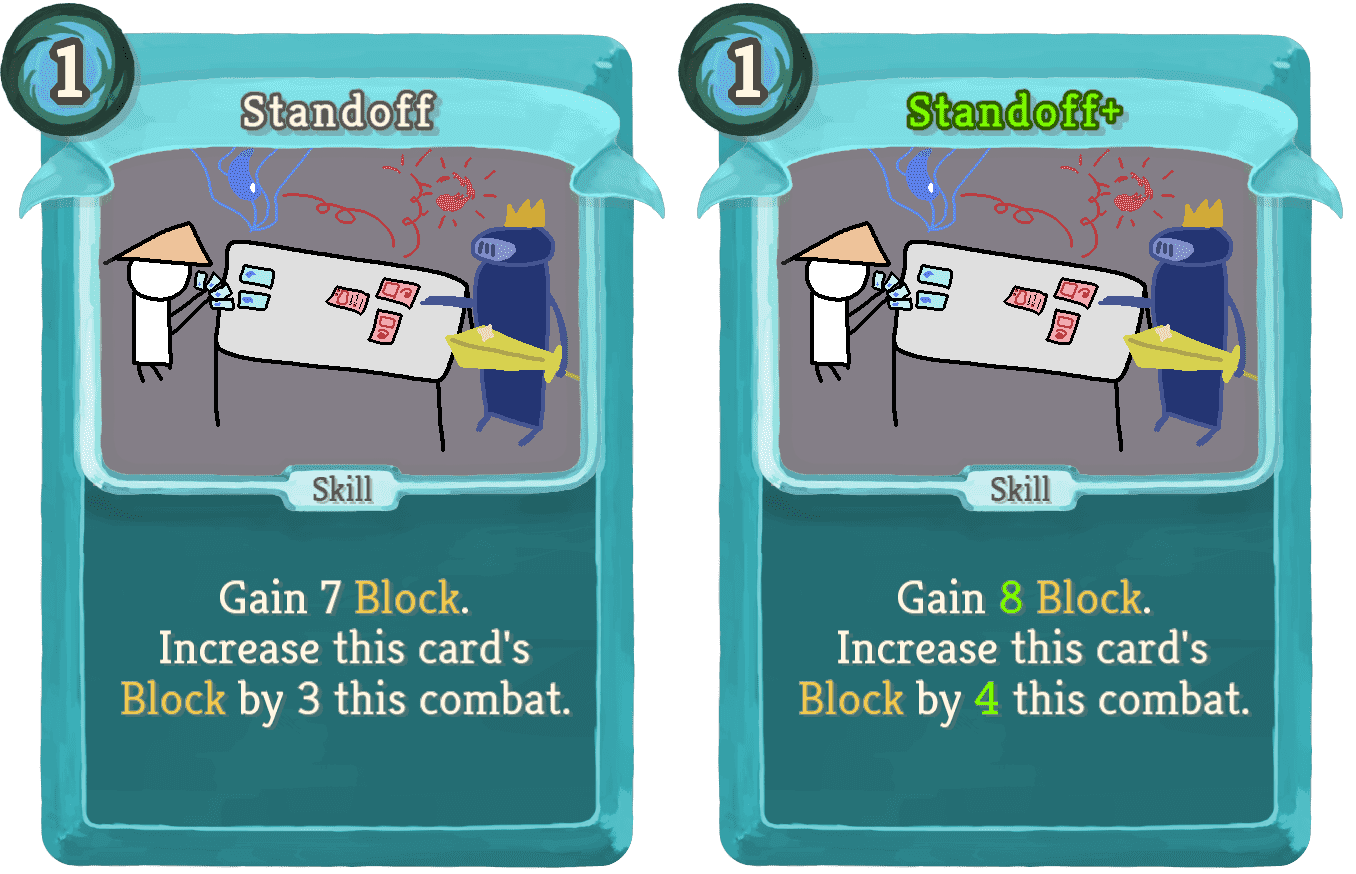 1
Standoff
Skill
Gain 7 Block.
Increase this card's
Block by 3 this combat.
1
Standoff+
Skill
Gain 8 Block.
Increase this card's
Block by 4 this combat.